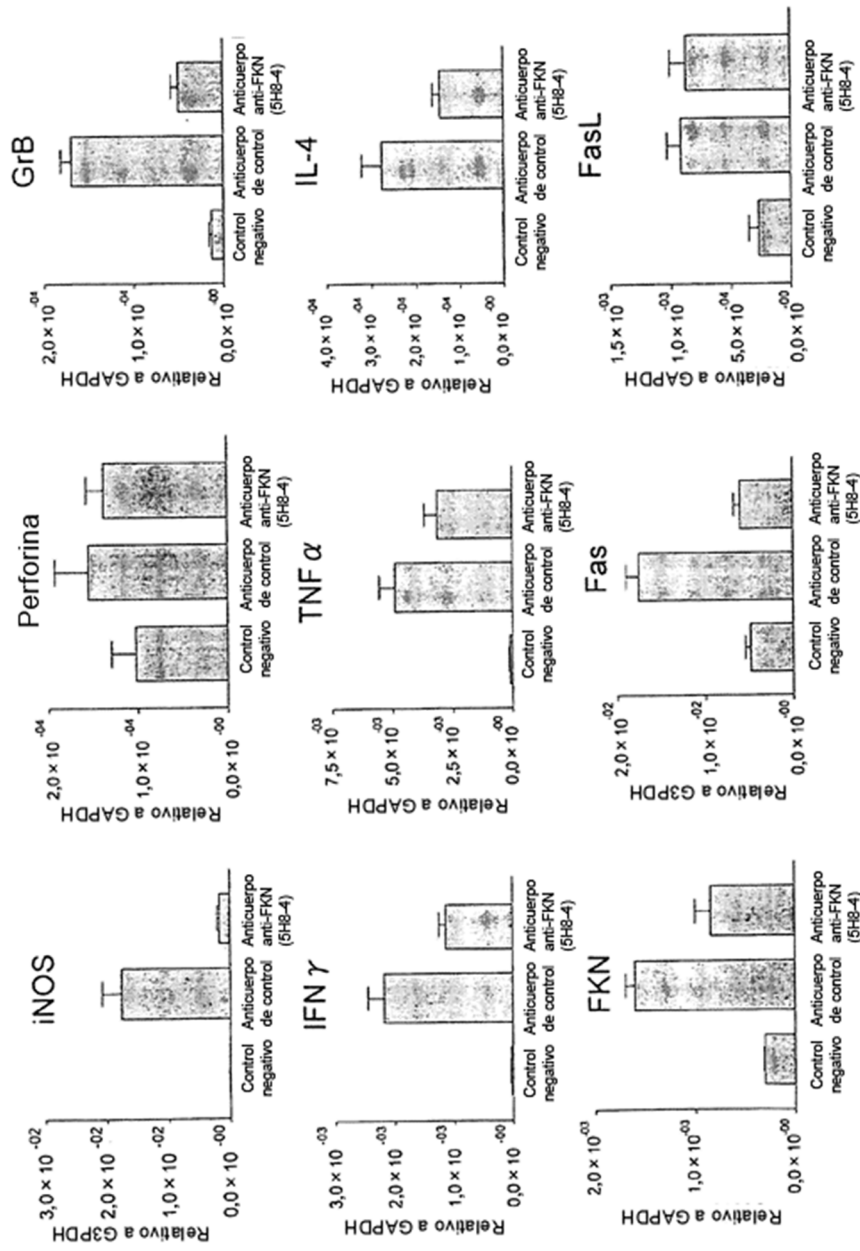 iNOS
Relativo a G3PDH
3,0×10⁻⁰²
2,0×10⁻⁰²
1,0×10⁻⁰²
0,0×10⁻⁰⁰
Control Anticuerpo Anticuerpo
negativo de control anti-FKN
(5H8-4)
Perforina
Relativo a GAPDH
2,0×10⁻⁰⁴
1,0×10⁻⁰⁴
0,0×10⁻⁰⁰
Control Anticuerpo Anticuerpo
negativo de control anti-FKN
(5H8-4)
GrB
Relativo a GAPDH
2,0×10⁻⁰⁴
1,0×10⁻⁰⁴
0,0×10⁻⁰⁰
Control Anticuerpo Anticuerpo
negativo de control anti-FKN
(5H8-4)
IFN γ
Relativo a GAPDH
3,0×10⁻⁰³
2,0×10⁻⁰³
1,0×10⁻⁰³
0,0×10⁻⁰⁰
Control Anticuerpo Anticuerpo
negativo de control anti-FKN
(5H8-4)
TNF α
Relativo a GAPDH
7,5×10⁻⁰³
5,0×10⁻⁰³
2,5×10⁻⁰³
0,0×10⁻⁰⁰
Control Anticuerpo Anticuerpo
negativo de control anti-FKN
(5H8-4)
IL-4
Relativo a GAPDH
4,0×10⁻⁰⁴
3,0×10⁻⁰⁴
2,0×10⁻⁰⁴
1,0×10⁻⁰⁴
0,0×10⁻⁰⁰
Control Anticuerpo Anticuerpo
negativo de control anti-FKN
(5H8-4)
FKN
Relativo a GAPDH
2,0×10⁻⁰³
1,0×10⁻⁰³
0,0×10⁻⁰⁰
Control Anticuerpo Anticuerpo
negativo de control anti-FKN
(5H8-4)
Fas
Relativo a G3PDH
2,0×10⁻⁰²
1,0×10⁻⁰²
0,0×10⁻⁰⁰
Control Anticuerpo Anticuerpo
negativo de control anti-FKN
(5H8-4)
FasL
Relativo a GAPDH
1,5×10⁻⁰³
1,0×10⁻⁰³
5,0×10⁻⁰⁴
0,0×10⁻⁰⁰
Control Anticuerpo Anticuerpo
negativo de control anti-FKN
(5H8-4)